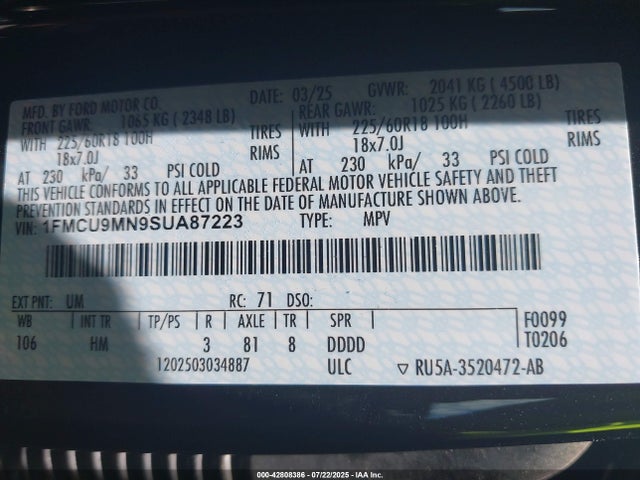 MFD. BY FORD MOTOR CO. DATE: 03/25 GVWR: 2041 KG ( 4500 LB)
FRONT GAWR: 1065 KG ( 2348 LB) REAR GAWR: 1025 KG ( 2260 LB)
WITH 225/60R18 100H TIRES WITH 225/60R18 100H TIRES
18x7.0J RIMS 18x7.0J RIMS
AT 230 kPa/ 33 PSI COLD AT 230 kPa/ 33 PSI COLD
THIS VEHICLE CONFORMS TO ALL APPLICABLE FEDERAL MOTOR VEHICLE SAFETY AND THEFT
PREVENTION STANDARDS IN EFFECT ON THE DATE OF MANUFACTURE SHOWN ABOVE.
VIN: 1FMCU9MN9SUA87223 TYPE: MPV
EXT PNT: UM RC: 71 DSO:
WB INT TR TP/PS R AXLE TR SPR F0099
106 HM 3 81 8 DDDD T0206
1202503034887 ULC ▽ RU5A-3520472-AB
000-42808386 - 07/22/2025 - IAA Inc.